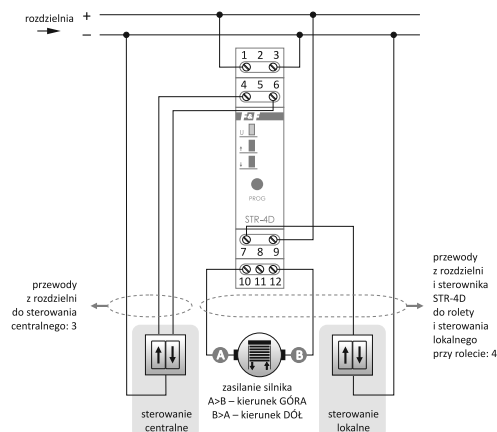 rozdzielnia
+
–
1 2 3
4 5 6
F&F
U
↑
↓
PROG
STR-4D
7 8 9
10 11 12
przewody
z rozdzielni
do sterowania
centralnego: 3
przewody
z rozdzielni
i sterownika
STR-4D
do rolety
i sterowania
lokalnego
przy rolecie: 4
A
B
zasilanie silnika
A>B – kierunek GÓRA
B>A – kierunek DÓŁ
sterowanie
centralne
sterowanie
lokalne